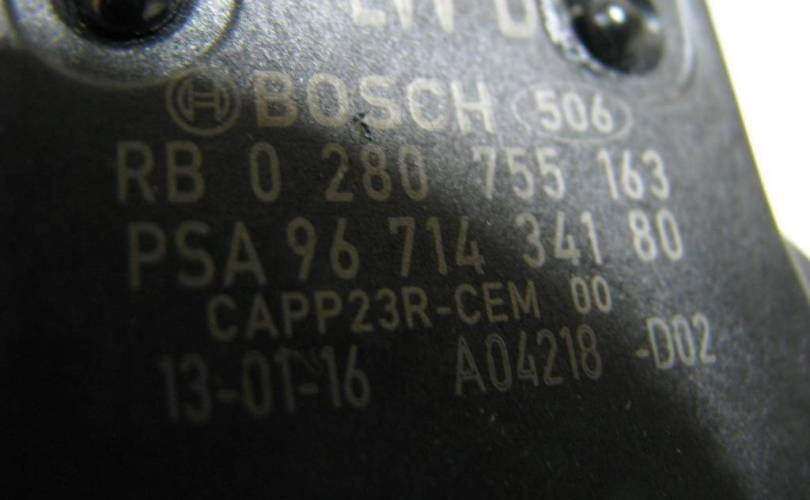 BOSCH 506
RB 0 280 755 163
PSA 96 714 341 80
CAPP23R-CEM 00
13-01-16 A04218 -D02